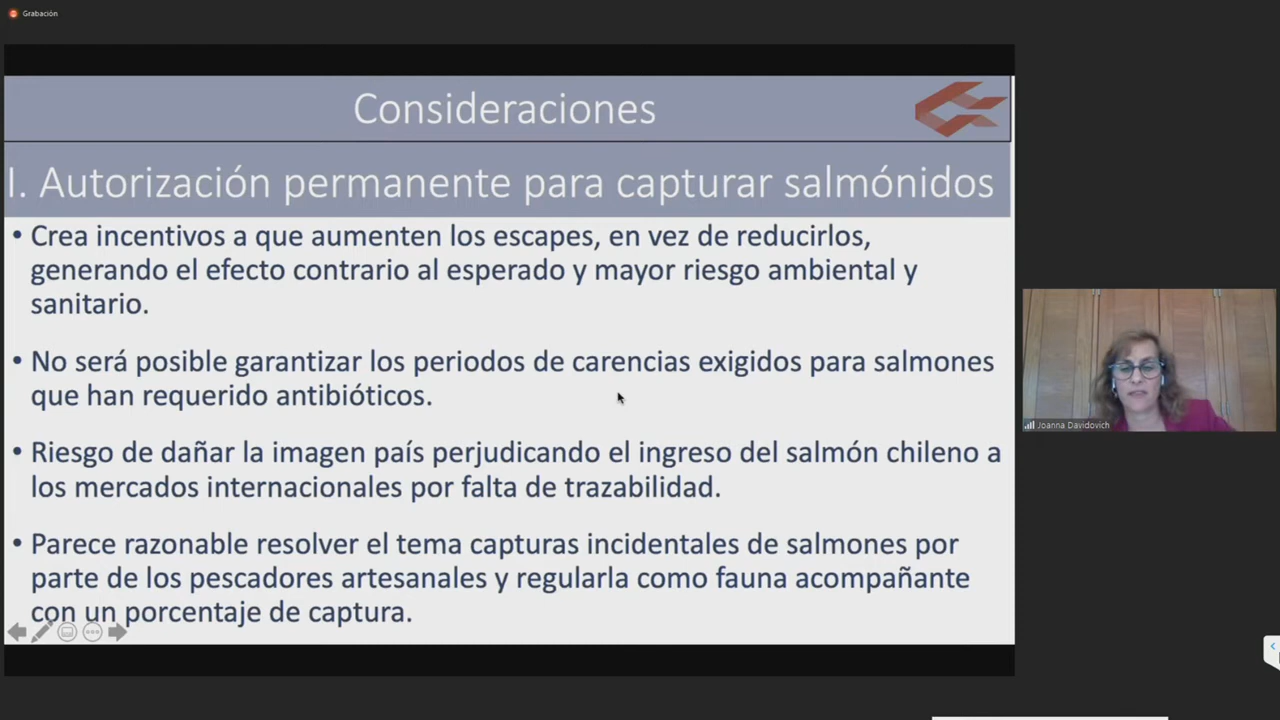 Grabación
Consideraciones
I. Autorización permanente para capturar salmónidos
• Crea incentivos a que aumenten los escapes, en vez de reducirlos,
generando el efecto contrario al esperado y mayor riesgo ambiental y
sanitario.
• No será posible garantizar los periodos de carencias exigidos para salmones
que han requerido antibióticos.
• Riesgo de dañar la imagen país perjudicando el ingreso del salmón chileno a
los mercados internacionales por falta de trazabilidad.
• Parece razonable resolver el tema capturas incidentales de salmones por
parte de los pescadores artesanales y regularla como fauna acompañante
con un porcentaje de captura.
Joanna Davidovich